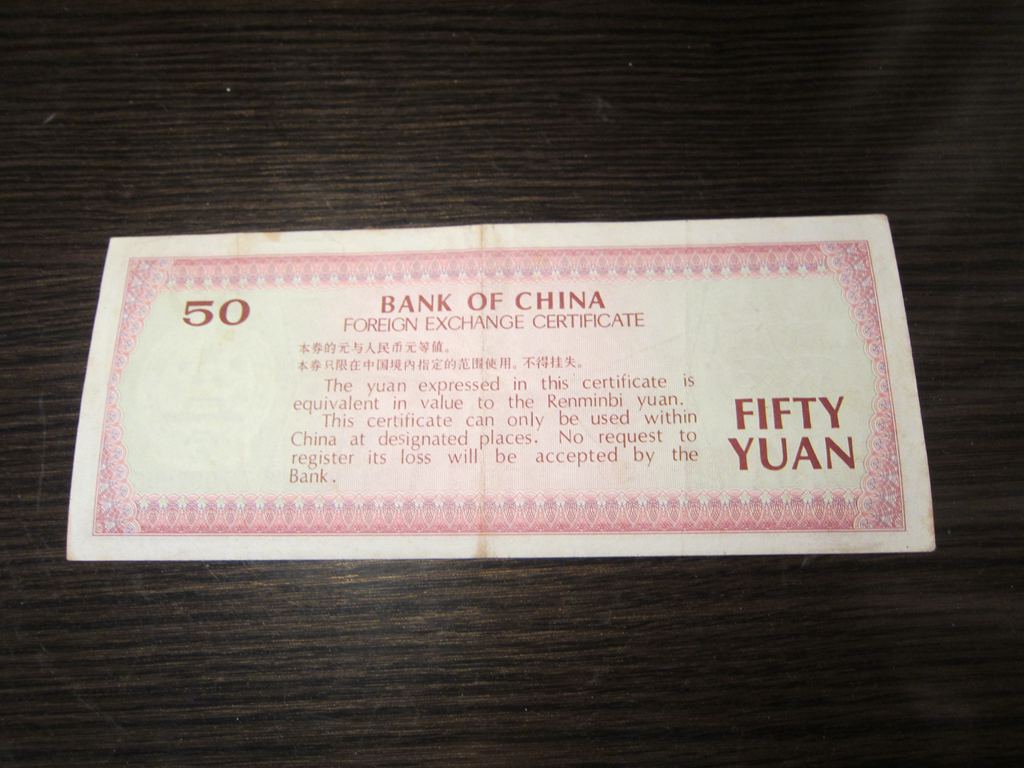 50
BANK OF CHINA
FOREIGN EXCHANGE CERTIFICATE
本券的元与人民币元等值。
本券只限在中国境内指定的范围使用。不得挂失。
The yuan expressed in this certificate is
equivalent in value to the Renminbi yuan.
This certificate can only be used within
China at designated places. No request to
register its loss will be accepted by the
Bank.
FIFTY
YUAN